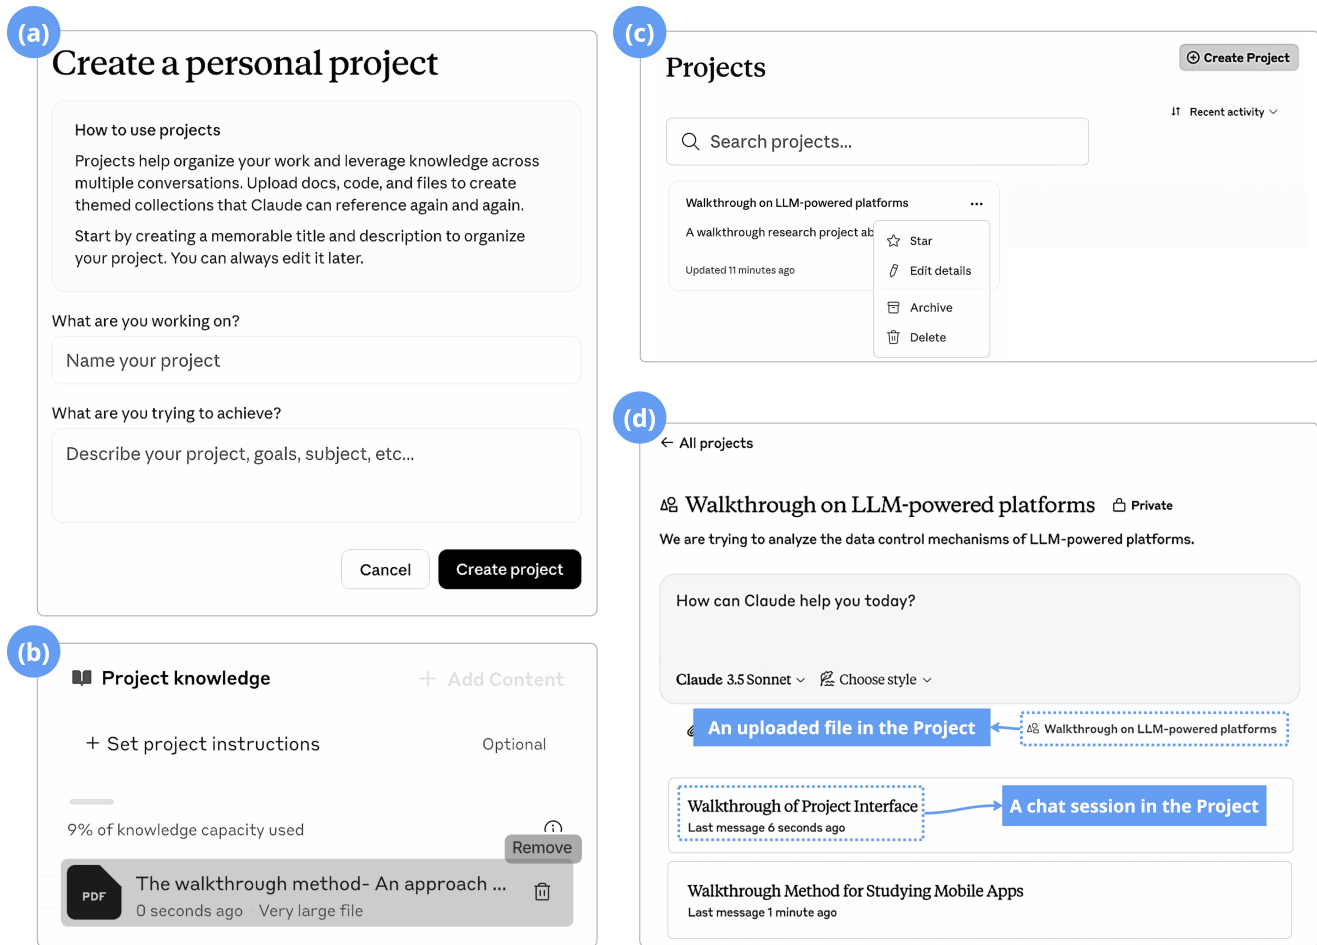 (a)
Create a personal project
How to use projects
Projects help organize your work and leverage knowledge across
multiple conversations. Upload docs, code, and files to create
themed collections that Claude can reference again and again.
Start by creating a memorable title and description to organize
your project. You can always edit it later.
What are you working on?
Name your project
What are you trying to achieve?
Describe your project, goals, subject, etc...
Cancel
Create project
(b)
Project knowledge
+ Add Content
+ Set project instructions
Optional
9% of knowledge capacity used
Remove
PDF
The walkthrough method- An approach ...
0 seconds ago · Very large file
(c)
Projects
Create Project
Recent activity
Search projects...
Walkthrough on LLM-powered platforms
A walkthrough research project ab
Updated 11 minutes ago
Star
Edit details
Archive
Delete
(d)
← All projects
Walkthrough on LLM-powered platforms
Private
We are trying to analyze the data control mechanisms of LLM-powered platforms.
How can Claude help you today?
Claude 3.5 Sonnet
Choose style
An uploaded file in the Project
Walkthrough on LLM-powered platforms
Walkthrough of Project Interface
Last message 6 seconds ago
A chat session in the Project
Walkthrough Method for Studying Mobile Apps
Last message 1 minute ago